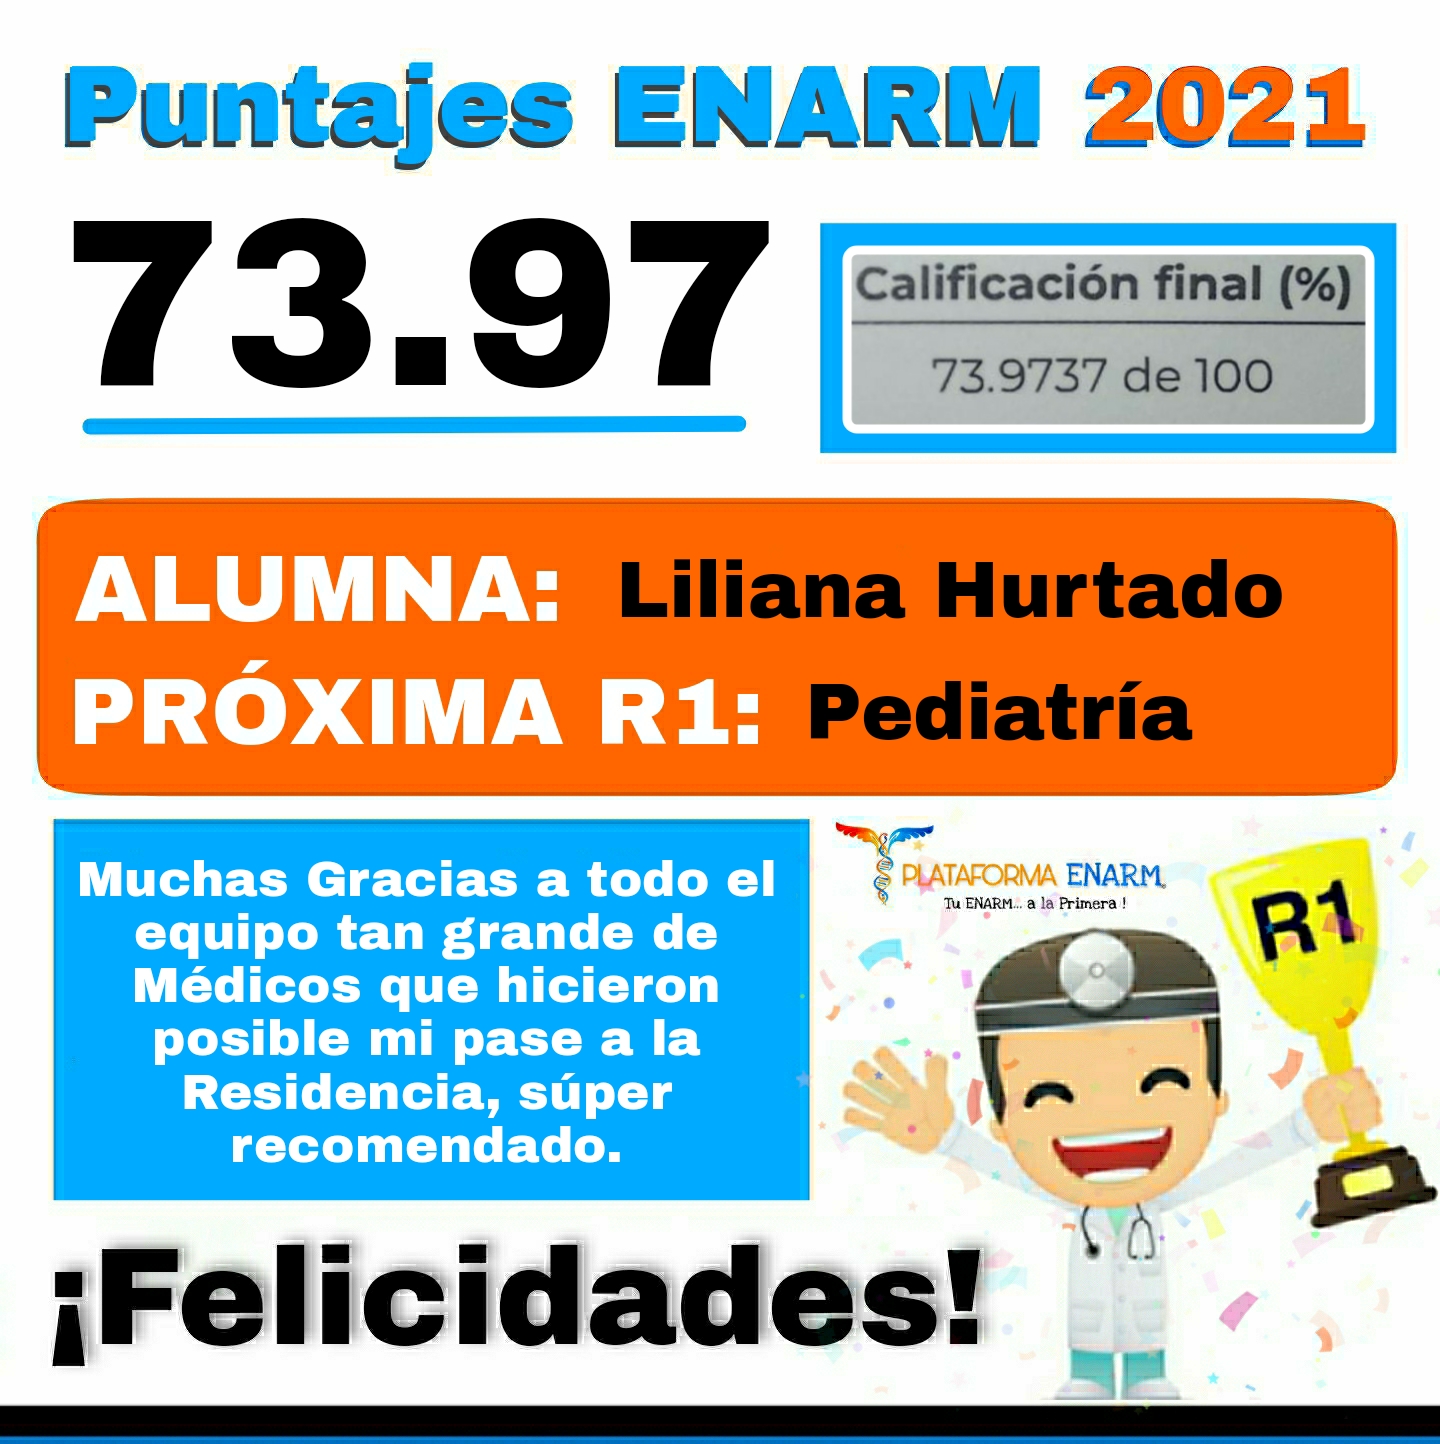 Puntajes ENARM 2021
73.97
Calificación final (%)
73.9737 de 100
ALUMNA: Liliana Hurtado
PRÓXIMA R1: Pediatría
Muchas Gracias a todo el
equipo tan grande de
Médicos que hicieron
posible mi pase a la
Residencia, súper
recomendado.
PLATAFORMA ENARM
Tu ENARM... a la Primera !
R1
¡Felicidades!